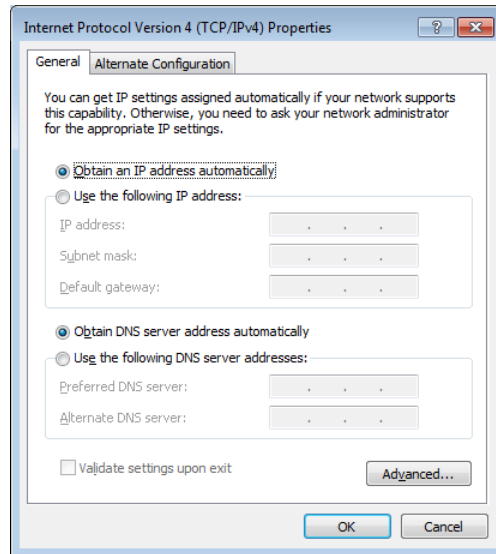 Internet Protocol Version 4 (TCP/IPv4) Properties
General
Alternate Configuration
You can get IP settings assigned automatically if your network supports
this capability. Otherwise, you need to ask your network administrator
for the appropriate IP settings.
Obtain an IP address automatically
Use the following IP address:
IP address:
Subnet mask:
Default gateway:
Obtain DNS server address automatically
Use the following DNS server addresses:
Preferred DNS server:
Alternate DNS server:
Validate settings upon exit
Advanced...
OK
Cancel